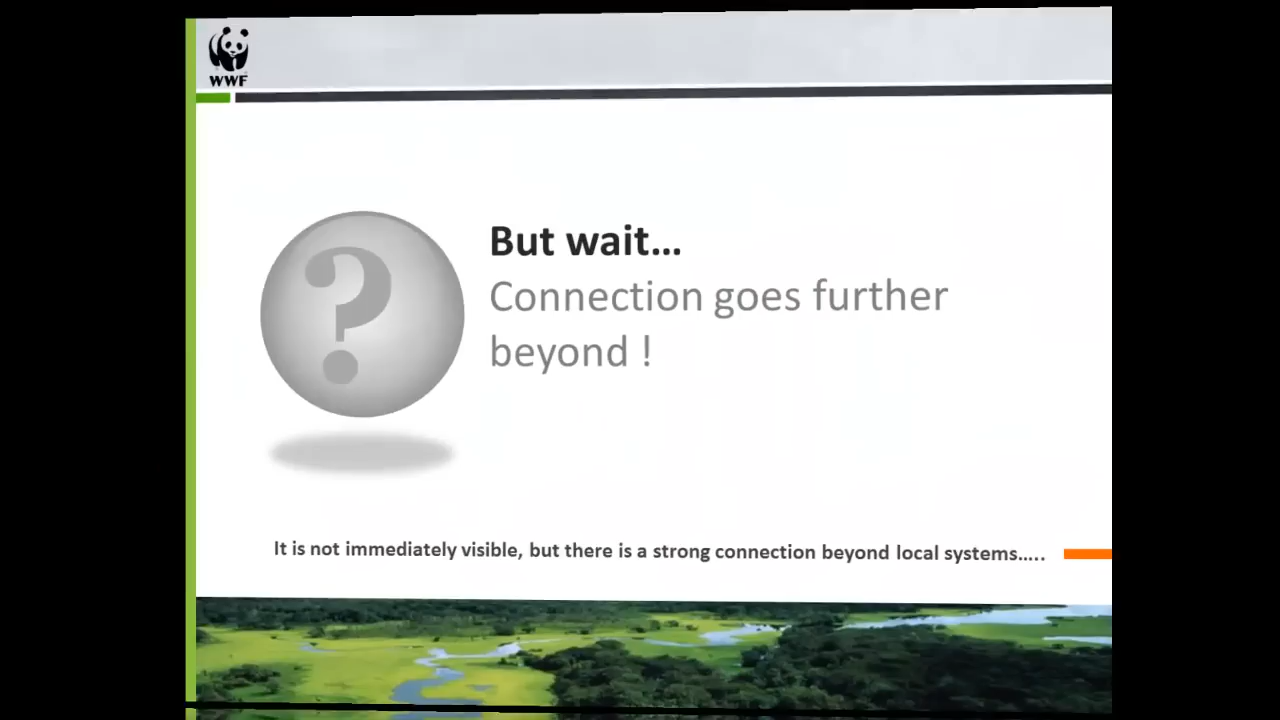 WWF
But wait...
Connection goes further
beyond !
?
It is not immediately visible, but there is a strong connection beyond local systems.....